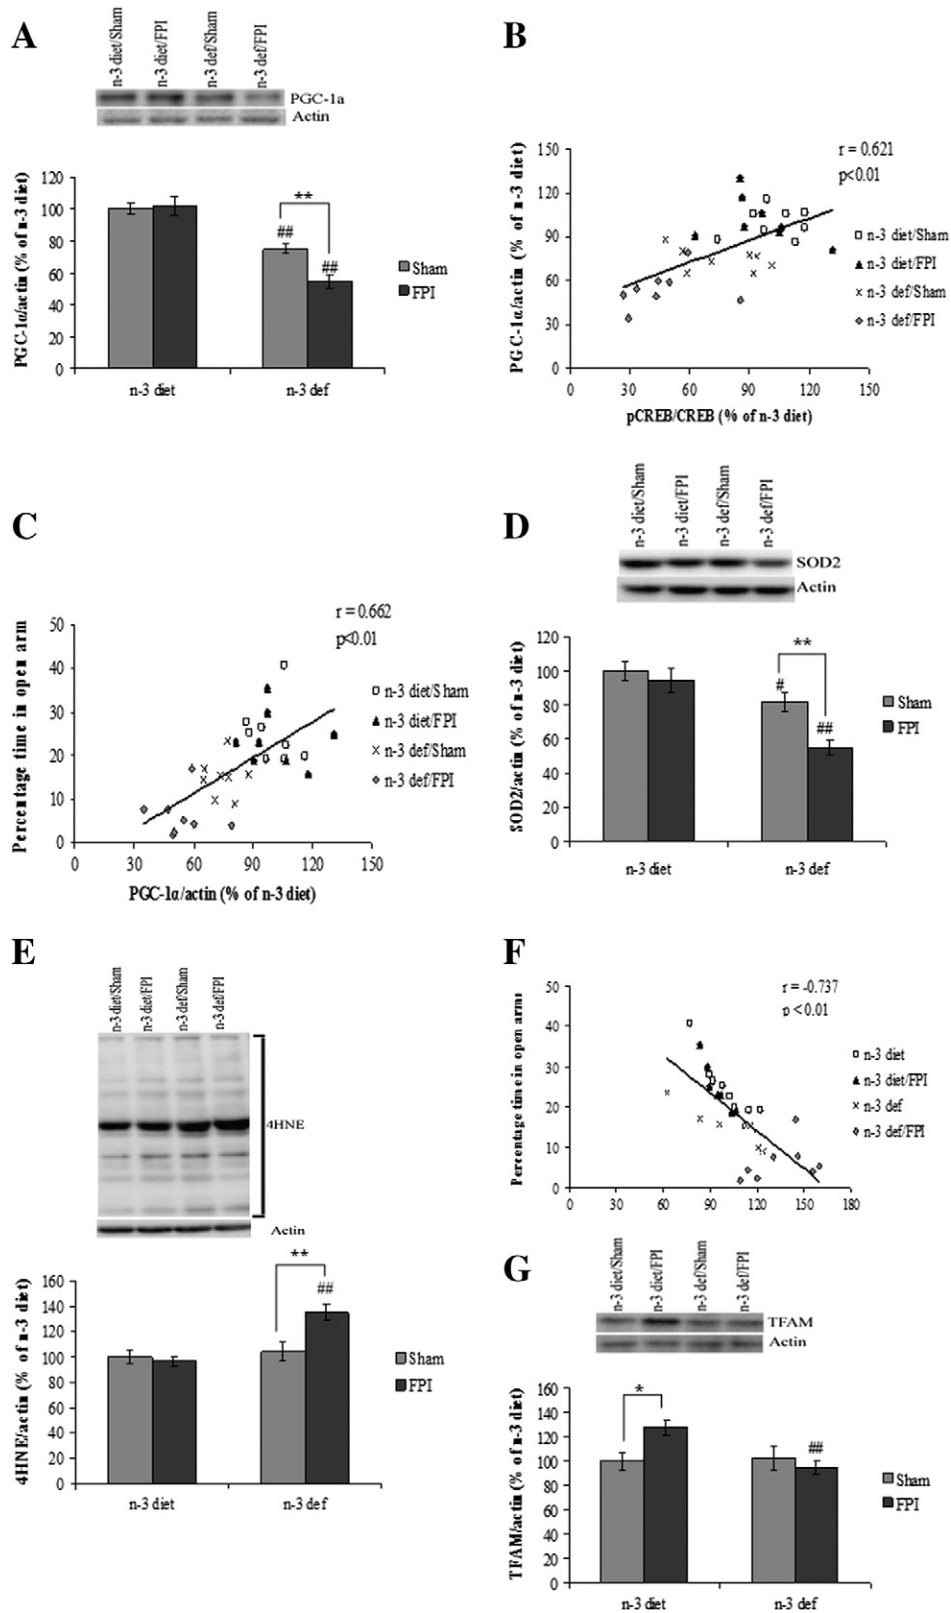 A
n-3 diet/Sham
n-3 diet/FPI
n-3 def/Sham
n-3 def/FPI
PGC-1a
Actin
PGC-1α/actin (% of n-3 diet)
120
100
80
60
40
20
0
**
##
##
n-3 diet
n-3 def
Sham
FPI
B
r = 0.621
p<0.01
PGC-1α/actin (% of n-3 diet)
150
120
90
60
30
0
0 30 60 90 120 150
pCREB/CREB (% of n-3 diet)
n-3 diet/Sham
n-3 diet/FPI
n-3 def/Sham
n-3 def/FPI
C
r = 0.662
p<0.01
Percentage time in open arm
50
40
30
20
10
0
0 30 60 90 120 150
PGC-1α/actin (% of n-3 diet)
n-3 diet/Sham
n-3 diet/FPI
n-3 def/Sham
n-3 def/FPI
D
n-3 diet/Sham
n-3 diet/FPI
n-3 def/Sham
n-3 def/FPI
SOD2
Actin
SOD2/actin (% of n-3 diet)
120
100
80
60
40
20
0
**
#
##
n-3 diet
n-3 def
Sham
FPI
E
n-3 diet/Sham
n-3 diet/FPI
n-3 def/Sham
n-3 def/FPI
4HNE
Actin
4HNE/actin (% of n-3 diet)
160
140
120
100
80
60
40
20
0
**
##
n-3 diet
n-3 def
Sham
FPI
F
r = -0.737
p < 0.01
Percentage time in open arms
50
40
30
20
10
0
0 30 60 90 120 150 180
n-3 diet
n-3 diet/FPI
n-3 def
n-3 def/FPI
G
n-3 diet/Sham
n-3 diet/FPI
n-3 def/Sham
n-3 def/FPI
TFAM
Actin
TFAM/actin (% of n-3 diet)
160
140
120
100
80
60
40
20
0
*
##
n-3 diet
n-3 def
Sham
FPI